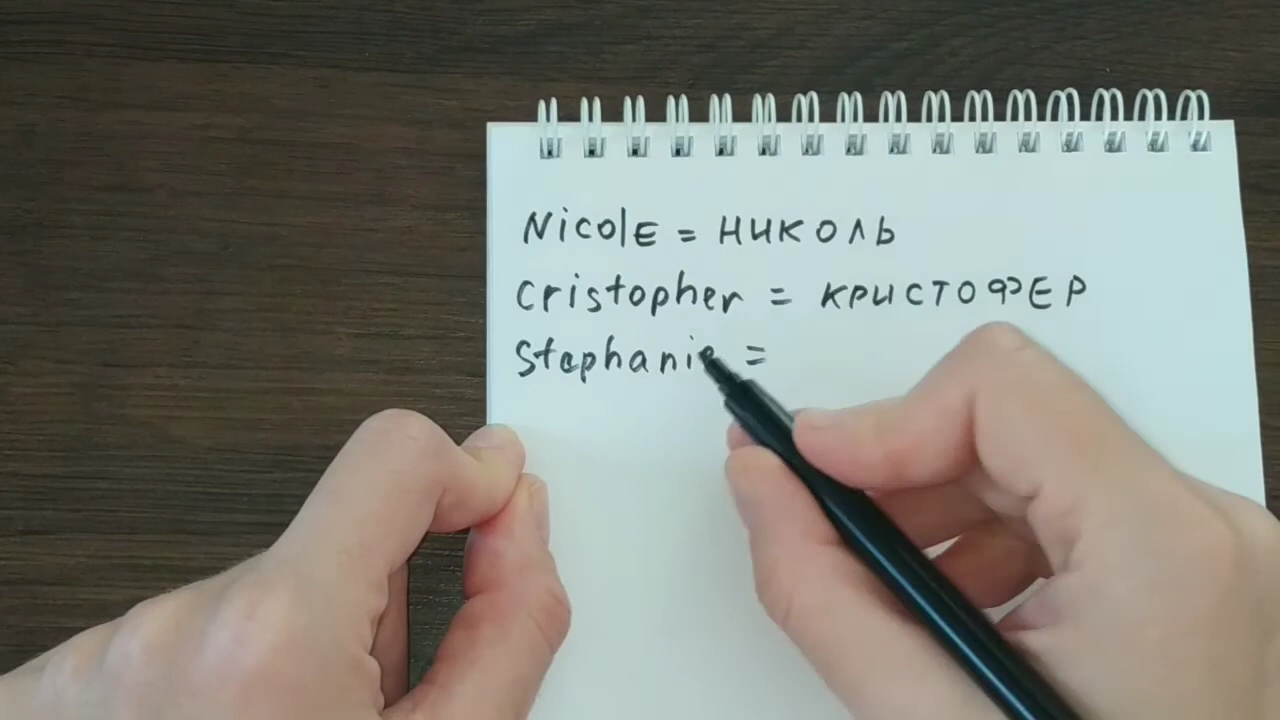 NicolE = НИКОЛЬ
Cristopher = КРИСТОФЕР
Stephanie =